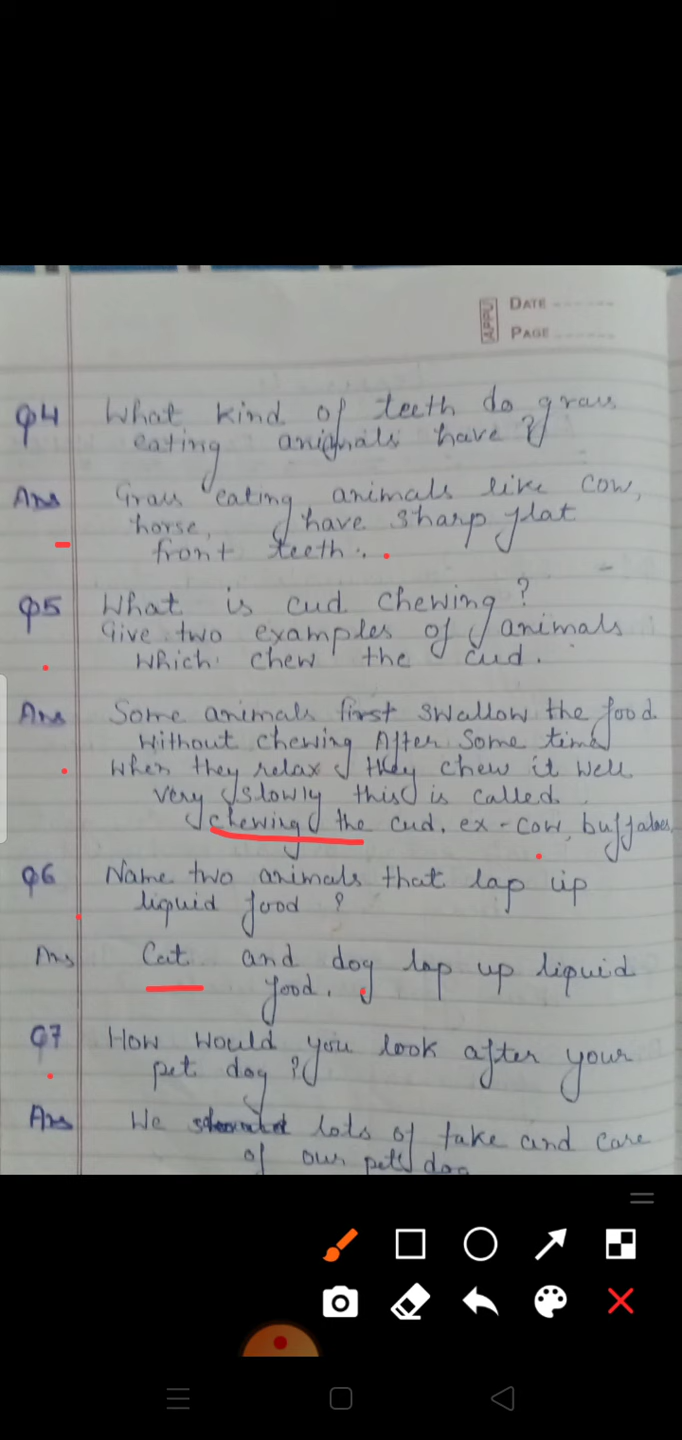 APPU
DATE
PAGE
Q4 What kind of teeth do grass
eating animals have ?
Ans Grass eating animals like cow,
horse, have sharp flat
front teeth.
Q5 What is cud chewing ?
Give two examples of animals
which chew the cud.
Ans Some animals first swallow the food
without chewing After some time
when they relax they chew it well
very slowly this is called
chewing the cud. ex - cow, buffaloes
Q6 Name two animals that lap up
liquid food ?
Ans Cat and dog lap up liquid
food.
Q7 How would you look after your
pet dog ?
Ans We lots of take and care
of our pet dog